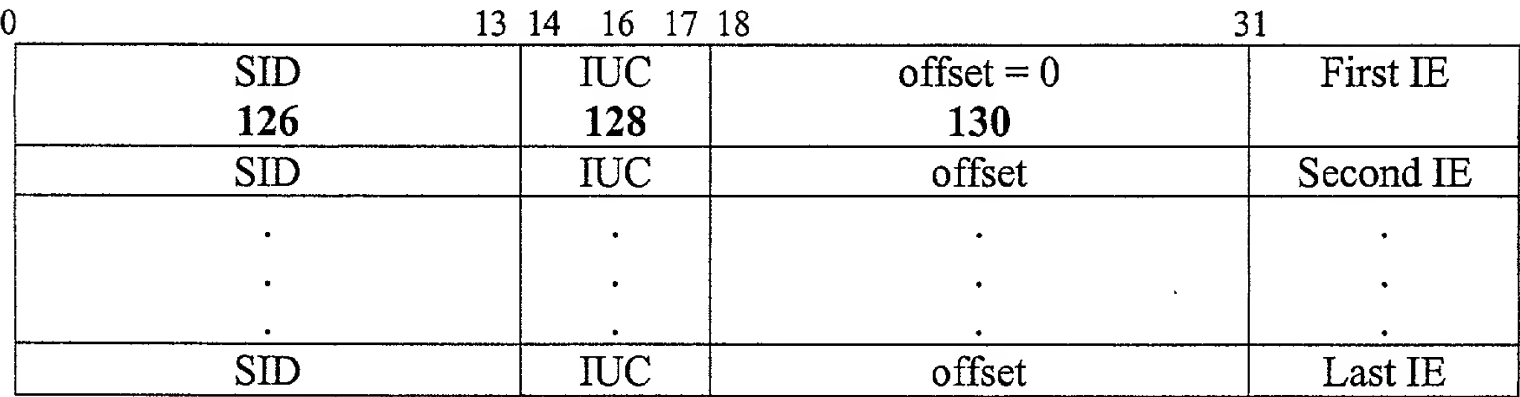 0 13 14 16 17 18 31
SID IUC offset = 0 First IE
126 128 130
SID IUC offset Second IE
. . . .
. . . .
. . . .
SID IUC offset Last IE